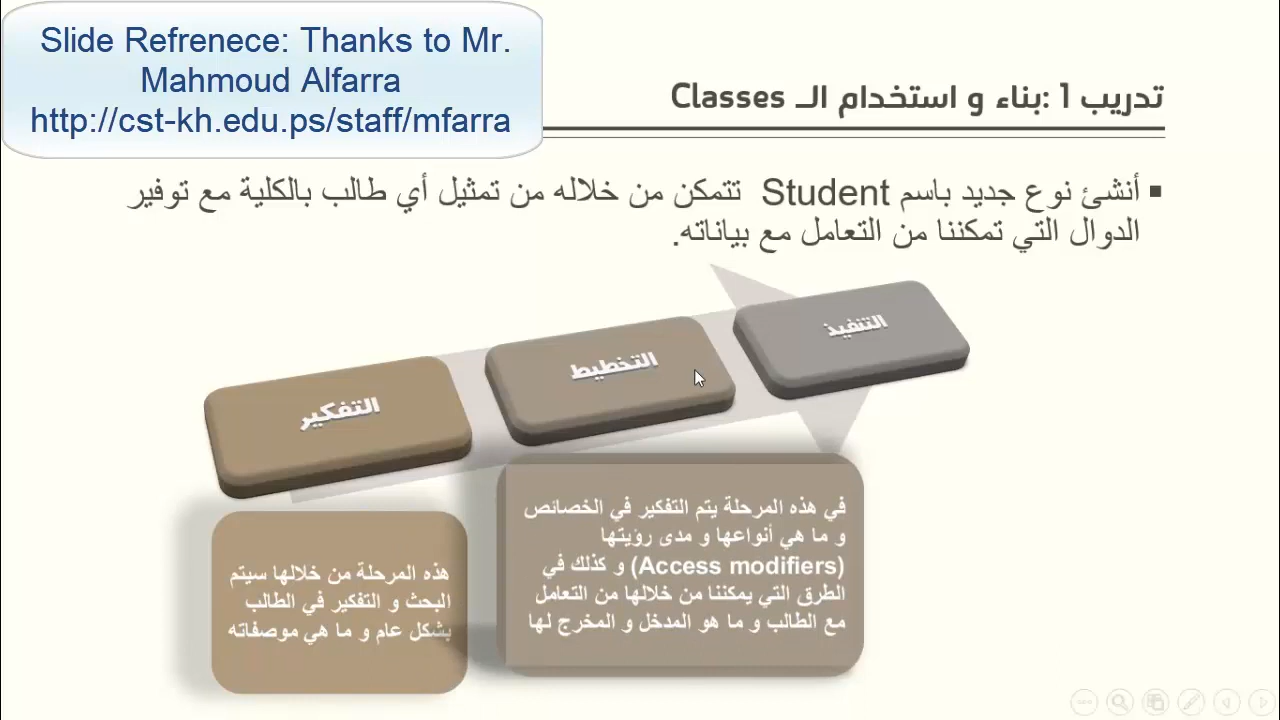 Slide Refrenece: Thanks to Mr.
Mahmoud Alfarra
http://cst-kh.edu.ps/staff/mfarra
تدريب 1 :بناء و استخدام الـ Classes
▪ أنشئ نوع جديد باسم Student تتمكن من خلاله من تمثيل أي طالب بالكلية مع توفير
الدوال التي تمكننا من التعامل مع بياناته.
التنفيذ
التخطيط
التفكير
في هذه المرحلة يتم التفكير في الخصائص
و ما هي أنواعها و مدى رؤيتها
(Access modifiers) و كذلك في
الطرق التي يمكننا من خلالها من التعامل
مع الطالب و ما هو المدخل و المخرج لها
هذه المرحلة من خلالها سيتم
البحث و التفكير في الطالب
بشكل عام و ما هي موصفاته